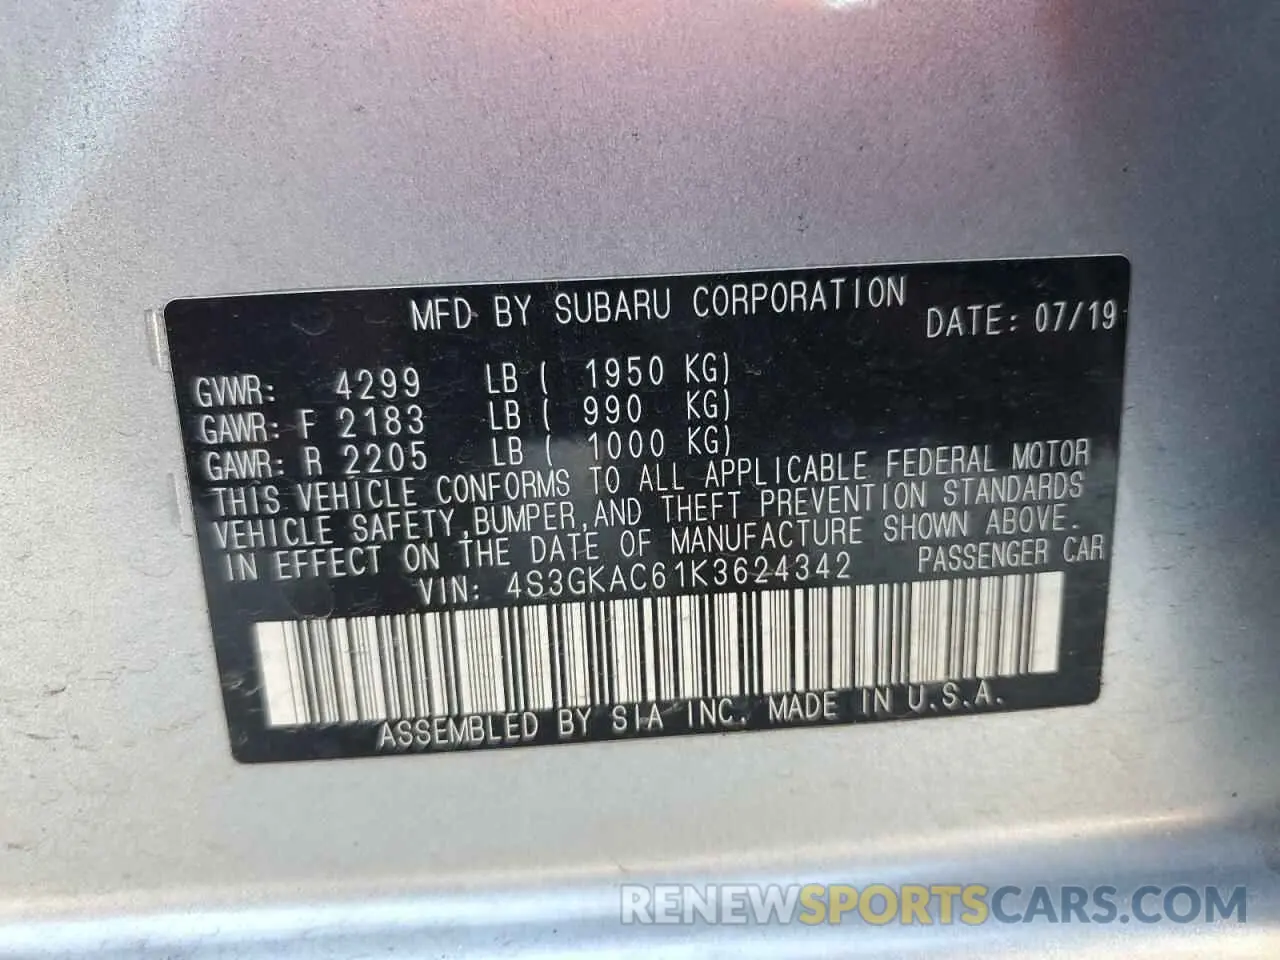 MFD BY SUBARU CORPORATION
DATE: 07/19
GVWR: 4299 LB ( 1950 KG)
GAWR: F 2183 LB ( 990 KG)
GAWR: R 2205 LB ( 1000 KG)
THIS VEHICLE CONFORMS TO ALL APPLICABLE FEDERAL MOTOR
VEHICLE SAFETY,BUMPER,AND THEFT PREVENTION STANDARDS
IN EFFECT ON THE DATE OF MANUFACTURE SHOWN ABOVE.
VIN: 4S3GKAC61K3624342 PASSENGER CAR
ASSEMBLED BY SIA INC. MADE IN U.S.A.
RENEWSPORTSCARS.COM